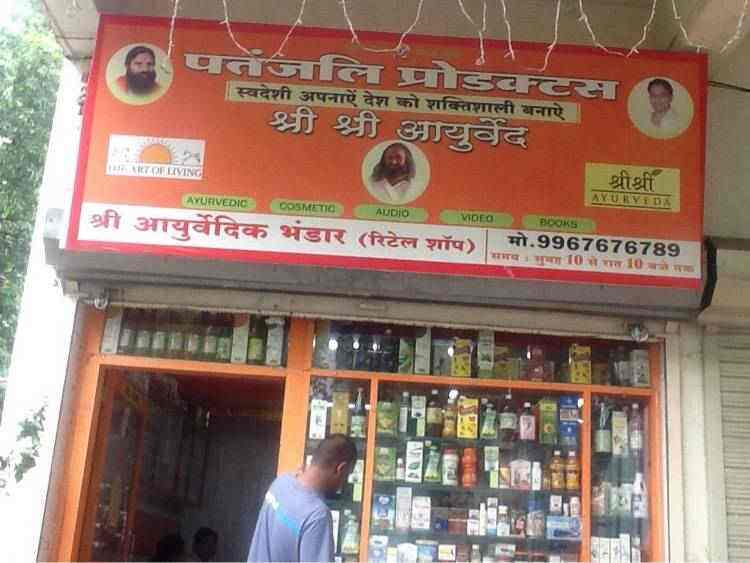 पतंजलि प्रोडक्टस
स्वदेशी अपनाऐं देश को शक्तिशाली बनाऐ
श्री श्री आयुर्वेद
THE ART OF LIVING
श्री श्री
AYURVEDA
AYURVEDIC COSMETIC AUDIO VIDEO BOOKS
श्री आयुर्वेदिक भंडार (रिटेल शॉप)
मो.9967676789
समय : सुबह 10 से रात 10 बजे तक